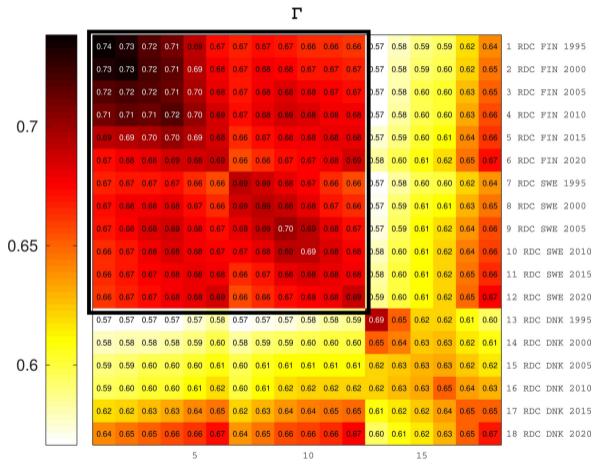 Γ
0.74 0.73 0.72 0.71 0.69 0.67 0.67 0.67 0.67 0.66 0.66 0.66 0.57 0.58 0.59 0.59 0.62 0.64 1 RDC FIN 1995
0.73 0.73 0.72 0.71 0.69 0.68 0.67 0.68 0.67 0.67 0.67 0.67 0.57 0.58 0.59 0.60 0.62 0.65 2 RDC FIN 2000
0.72 0.72 0.72 0.71 0.70 0.68 0.67 0.68 0.68 0.67 0.67 0.67 0.57 0.58 0.60 0.60 0.63 0.65 3 RDC FIN 2005
0.7
0.71 0.71 0.71 0.72 0.70 0.69 0.67 0.68 0.69 0.68 0.68 0.68 0.57 0.59 0.60 0.61 0.63 0.66 4 RDC FIN 2010
0.69 0.69 0.70 0.70 0.69 0.68 0.66 0.67 0.68 0.68 0.67 0.68 0.57 0.59 0.60 0.61 0.64 0.66 5 RDC FIN 2015
0.67 0.68 0.68 0.69 0.68 0.69 0.66 0.66 0.67 0.67 0.68 0.69 0.58 0.60 0.61 0.62 0.65 0.67 6 RDC FIN 2020
0.67 0.67 0.67 0.67 0.66 0.66 0.69 0.69 0.68 0.67 0.66 0.66 0.57 0.58 0.60 0.60 0.62 0.64 7 RDC SWE 1995
0.67 0.68 0.68 0.68 0.67 0.66 0.69 0.69 0.68 0.68 0.67 0.66 0.57 0.58 0.60 0.61 0.63 0.65 8 RDC SWE 2000
0.67 0.67 0.68 0.69 0.68 0.67 0.68 0.68 0.70 0.69 0.68 0.67 0.57 0.59 0.61 0.62 0.64 0.66 9 RDC SWE 2005
0.65
0.66 0.67 0.67 0.68 0.68 0.67 0.67 0.68 0.69 0.69 0.68 0.68 0.58 0.60 0.61 0.62 0.64 0.66 10 RDC SWE 2010
0.66 0.67 0.67 0.68 0.68 0.68 0.66 0.67 0.68 0.68 0.68 0.68 0.58 0.60 0.61 0.62 0.65 0.66 11 RDC SWE 2015
0.66 0.67 0.67 0.68 0.68 0.69 0.66 0.66 0.67 0.68 0.68 0.69 0.58 0.60 0.61 0.62 0.65 0.67 12 RDC SWE 2020
0.57 0.57 0.57 0.57 0.57 0.58 0.57 0.57 0.57 0.58 0.58 0.58 0.69 0.65 0.62 0.62 0.61 0.60 13 RDC DNK 1995
0.58 0.58 0.58 0.59 0.59 0.60 0.58 0.58 0.59 0.60 0.60 0.60 0.65 0.64 0.63 0.63 0.62 0.61 14 RDC DNK 2000
0.6
0.59 0.59 0.60 0.60 0.60 0.61 0.60 0.60 0.61 0.61 0.61 0.61 0.62 0.63 0.63 0.63 0.63 0.62 15 RDC DNK 2005
0.59 0.60 0.60 0.61 0.61 0.62 0.60 0.61 0.62 0.62 0.62 0.62 0.62 0.63 0.63 0.65 0.64 0.63 16 RDC DNK 2010
0.62 0.62 0.63 0.63 0.64 0.65 0.62 0.63 0.64 0.64 0.65 0.65 0.61 0.62 0.63 0.64 0.65 0.65 17 RDC DNK 2015
0.64 0.65 0.65 0.66 0.66 0.67 0.64 0.65 0.66 0.66 0.66 0.67 0.60 0.61 0.62 0.63 0.65 0.67 18 RDC DNK 2020
5 10 15